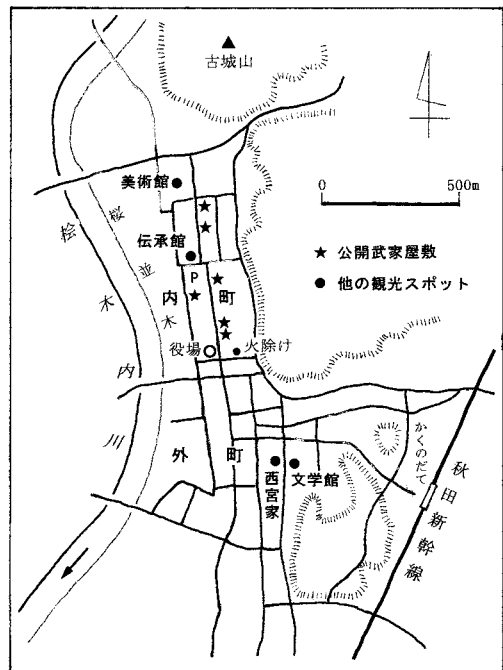 古城山
0 500m
★ 公開武家屋敷
● 他の観光スポット
美術館
桜並木
桧木内川
伝承館
P
内町
役場
火除け
外町
西宮家
文学館
かくのだて
秋田新幹線